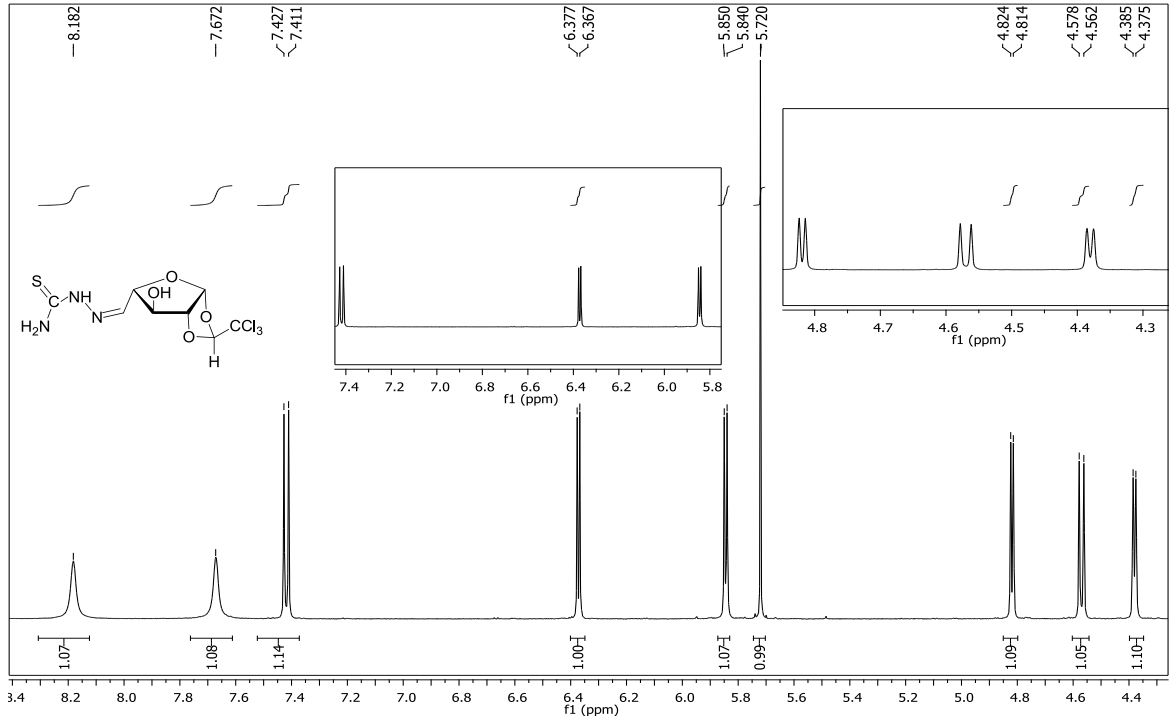 8.182
7.672
7.427
7.411
6.377
6.367
5.850
5.840
5.720
4.824
4.814
4.578
4.562
4.385
4.375
4.8 4.7 4.6 4.5 4.4 4.3
f1 (ppm)
7.4 7.2 7.0 6.8 6.6 6.4 6.2 6.0 5.8
f1 (ppm)
S
C
NH
H2N
N
O
OH
O
O
CCl3
H
1.07
1.08
1.14
1.00
1.07
0.99
1.09
1.05
1.10
3.4 8.2 8.0 7.8 7.6 7.4 7.2 7.0 6.8 6.6 6.4 6.2 6.0 5.8 5.6 5.4 5.2 5.0 4.8 4.6 4.4
f1 (ppm)